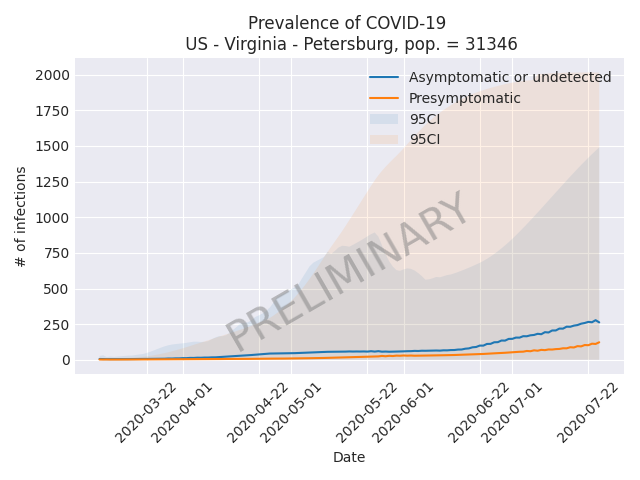 Prevalence of COVID-19
US - Virginia - Petersburg, pop. = 31346
# of infections
2000
1750
1500
1250
1000
750
500
250
0
Asymptomatic or undetected
Presymptomatic
95CI
95CI
PRELIMINARY
2020-03-22
2020-04-01
2020-04-22
2020-05-01
2020-05-22
2020-06-01
2020-06-22
2020-07-01
2020-07-22
Date